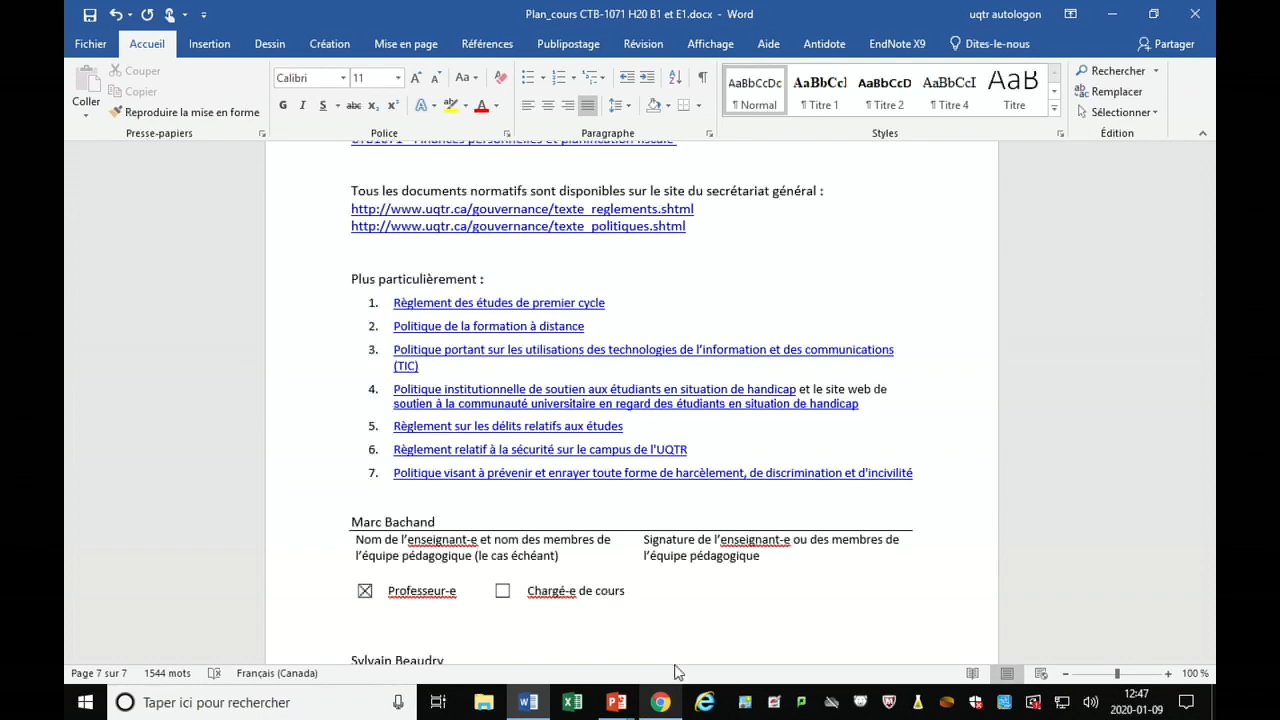 Plan_cours CTB-1071 H20 B1 et E1.docx - Word
uqtr autologon
Fichier Accueil Insertion Dessin Création Mise en page Références Publipostage Révision Affichage Aide Antidote EndNote X9 Dites-le-nous Partager
Coller
Couper
Copier
Reproduire la mise en forme
Presse-papiers
Calibri 11
Police
Paragraphe
AaBbCcDc AaBbCcI AaBbCcD AaBbCcI AaB
¶ Normal ¶ Titre 1 ¶ Titre 2 ¶ Titre 4 Titre
Styles
Rechercher
Remplacer
Sélectionner
Édition
CTB1071 - Finances personnelles et planification fiscale
Tous les documents normatifs sont disponibles sur le site du secrétariat général :
http://www.uqtr.ca/gouvernance/texte_reglements.shtml
http://www.uqtr.ca/gouvernance/texte_politiques.shtml
Plus particulièrement :
1. Règlement des études de premier cycle
2. Politique de la formation à distance
3. Politique portant sur les utilisations des technologies de l’information et des communications
(TIC)
4. Politique institutionnelle de soutien aux étudiants en situation de handicap et le site web de
soutien à la communauté universitaire en regard des étudiants en situation de handicap
5. Règlement sur les délits relatifs aux études
6. Règlement relatif à la sécurité sur le campus de l'UQTR
7. Politique visant à prévenir et enrayer toute forme de harcèlement, de discrimination et d'incivilité
Marc Bachand
Nom de l’enseignant-e et nom des membres de
l’équipe pédagogique (le cas échéant)
Signature de l’enseignant-e ou des membres de
l’équipe pédagogique
Professeur-e Chargé-e de cours
Sylvain Beaudry
Page 7 sur 7 1544 mots Français (Canada) 100 %
Taper ici pour rechercher
12:47
2020-01-09